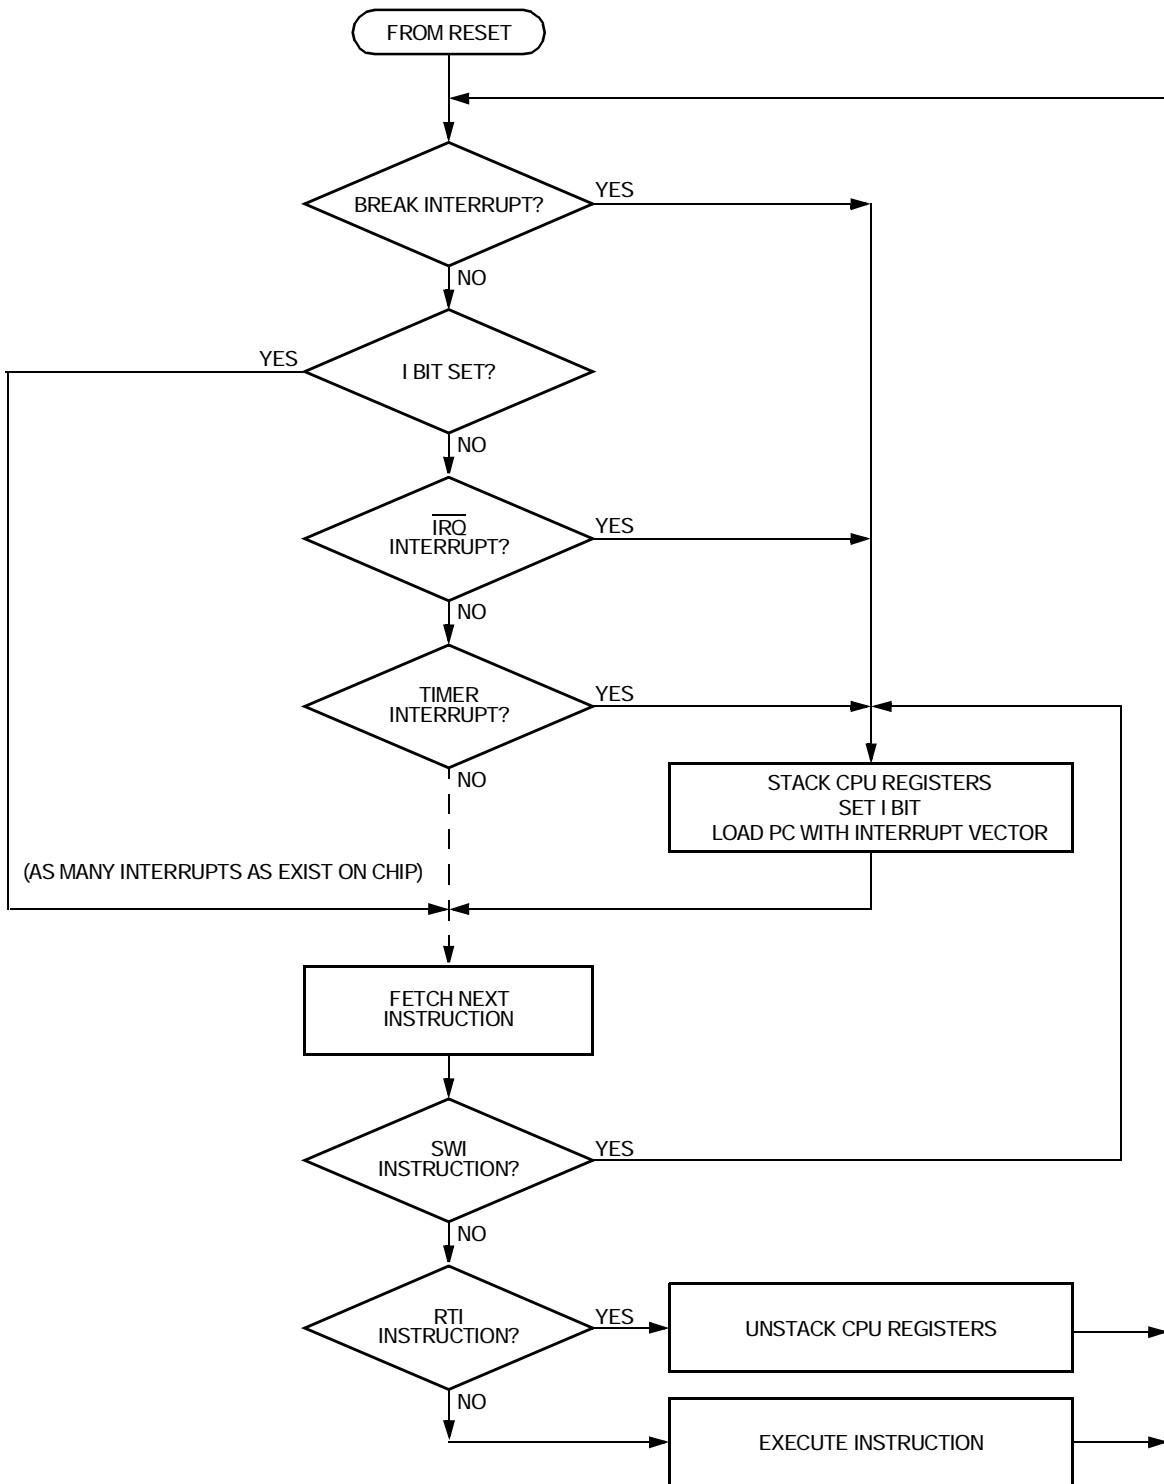 FROM RESET
BREAK INTERRUPT?
YES
NO
YES
I BIT SET?
NO
IRQ
INTERRUPT?
YES
NO
TIMER
INTERRUPT?
YES
NO
STACK CPU REGISTERS
SET I BIT
LOAD PC WITH INTERRUPT VECTOR
(AS MANY INTERRUPTS AS EXIST ON CHIP)
FETCH NEXT
INSTRUCTION
SWI
INSTRUCTION?
YES
NO
RTI
INSTRUCTION?
YES
UNSTACK CPU REGISTERS
NO
EXECUTE INSTRUCTION